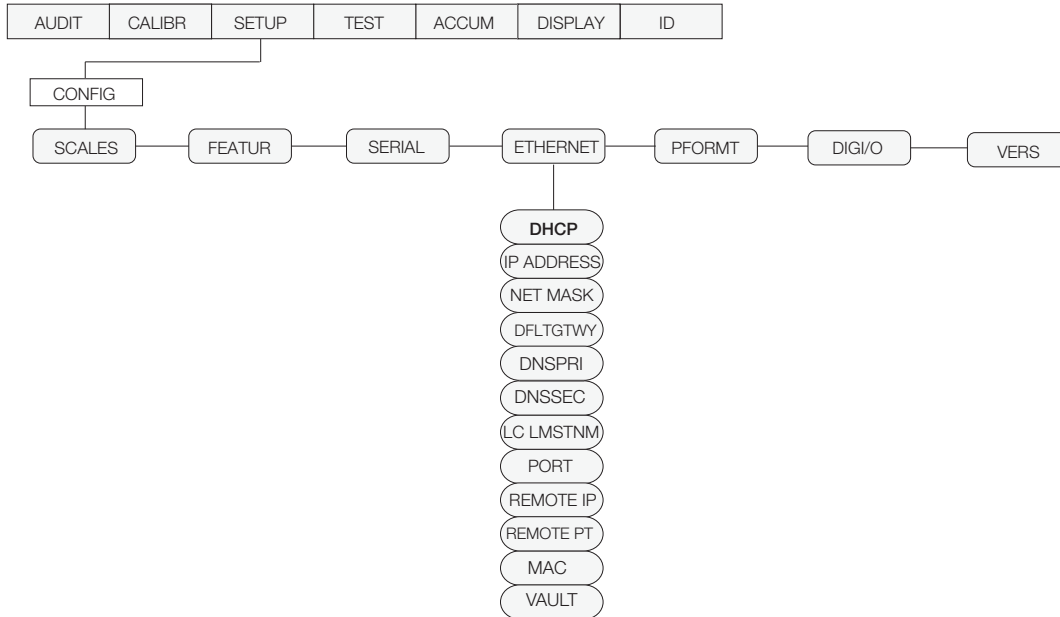 AUDIT CALIBR SETUP TEST ACCUM DISPLAY ID
CONFIG
SCALES FEATUR SERIAL ETHERNET PFORMT DIGI/O VERS
DHCP
IP ADDRESS
NET MASK
DFLTGTWY
DNSPRI
DNSSEC
LC LMSTNM
PORT
REMOTE IP
REMOTE PT
MAC
VAULT